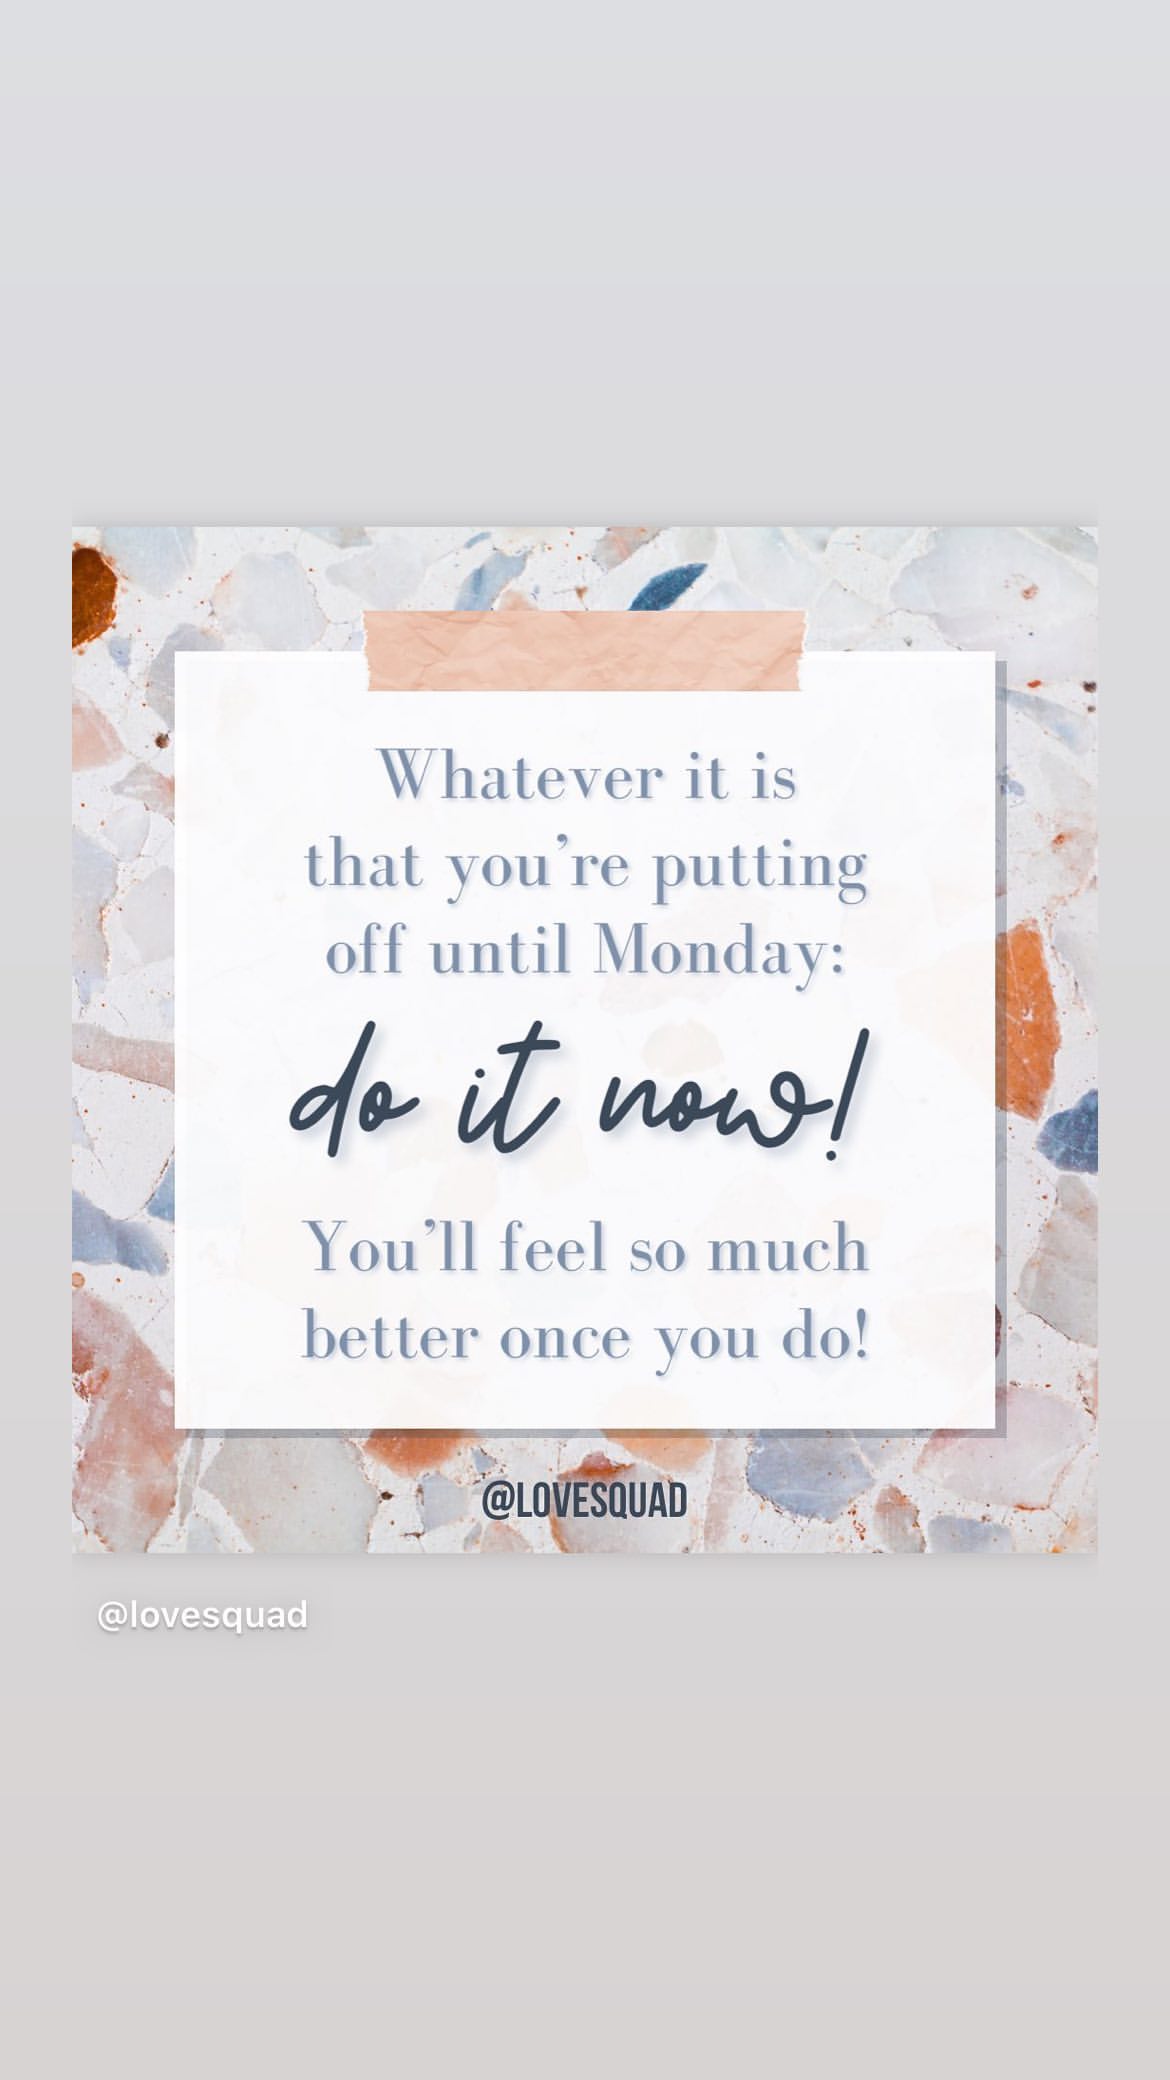 Whatever it is
that you’re putting
off until Monday:
do it now!
You’ll feel so much
better once you do!
@LOVESQUAD
@lovesquad